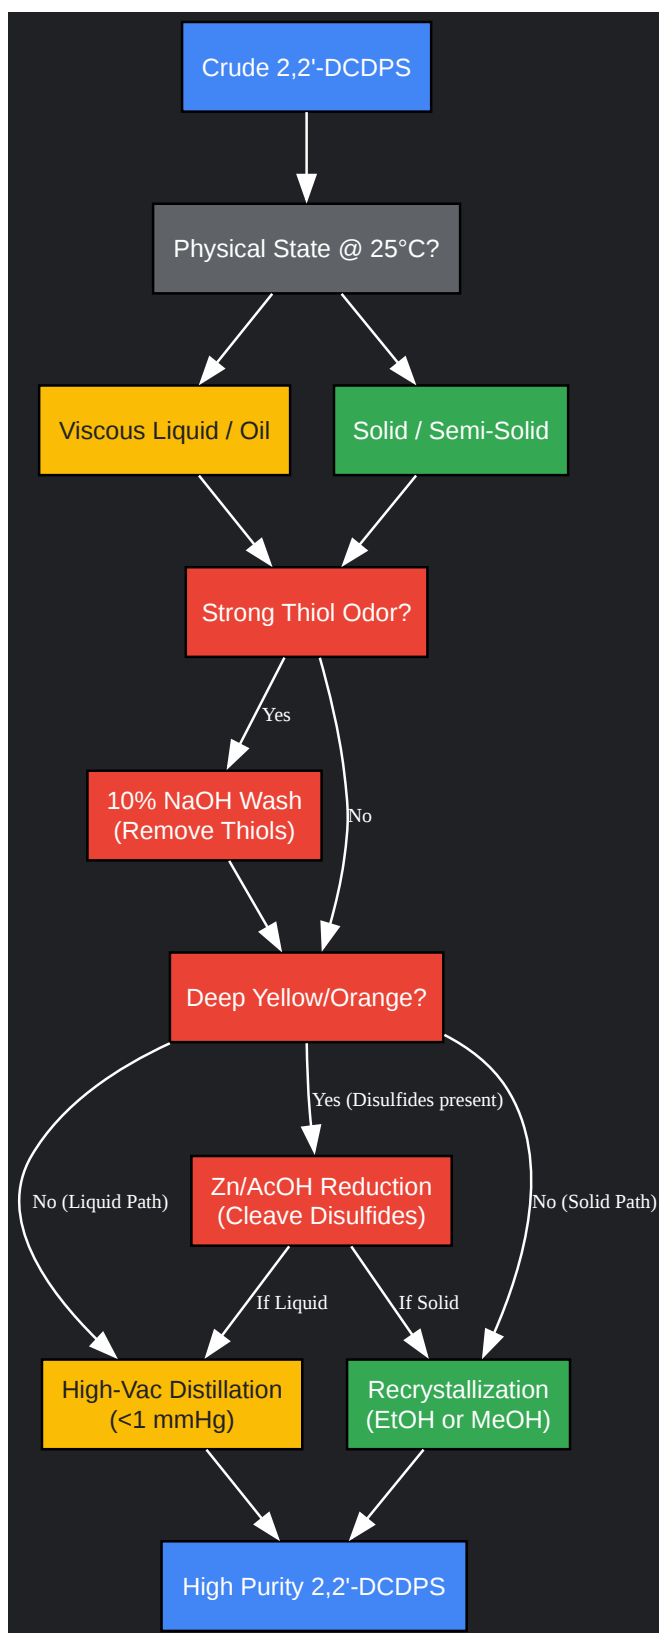 Crude 2,2'-DCDPS
Physical State @ 25°C?
Viscous Liquid / Oil
Solid / Semi-Solid
Strong Thiol Odor?
Yes
10% NaOH Wash
(Remove Thiols)
No
Deep Yellow/Orange?
Yes (Disulfides present)
Zn/AcOH Reduction
(Cleave Disulfides)
No (Liquid Path)
No (Solid Path)
If Liquid
If Solid
High-Vac Distillation
(<1 mmHg)
Recrystallization
(EtOH or MeOH)
High Purity 2,2'-DCDPS